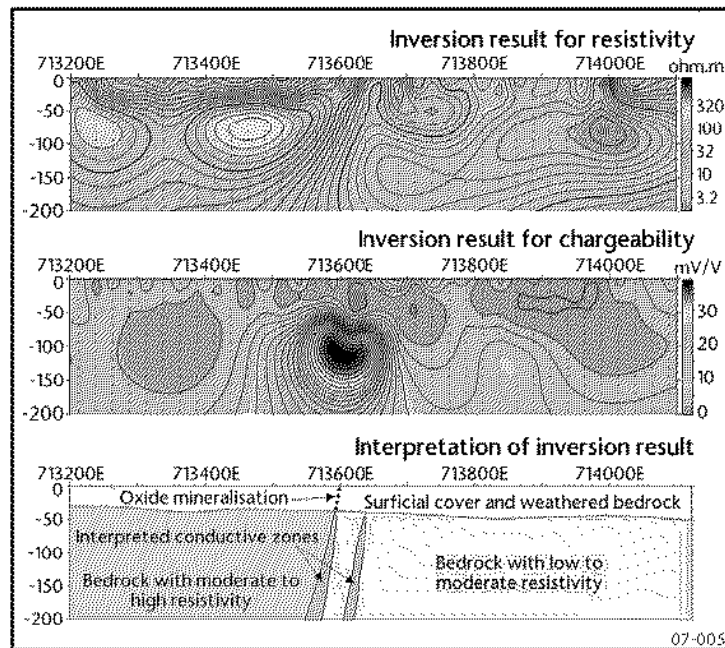 Inversion result for resistivity
713200E 713400E 713600E 713800E 714000E ohm.m
0
-50
-100
-150
-200
320
100
32
10
3.2
Inversion result for chargeability
713200E 713400E 713600E 713800E 714000E mV/V
0
-50
-100
-150
-200
30
20
10
0
Interpretation of inversion result
713200E 713400E 713600E 713800E 714000E
0
-50
-100
-150
-200
Oxide mineralisation
Surficial cover and weathered bedrock
Interpreted conductive zones
Bedrock with moderate to
high resistivity
Bedrock with low to
moderate resistivity
07-005